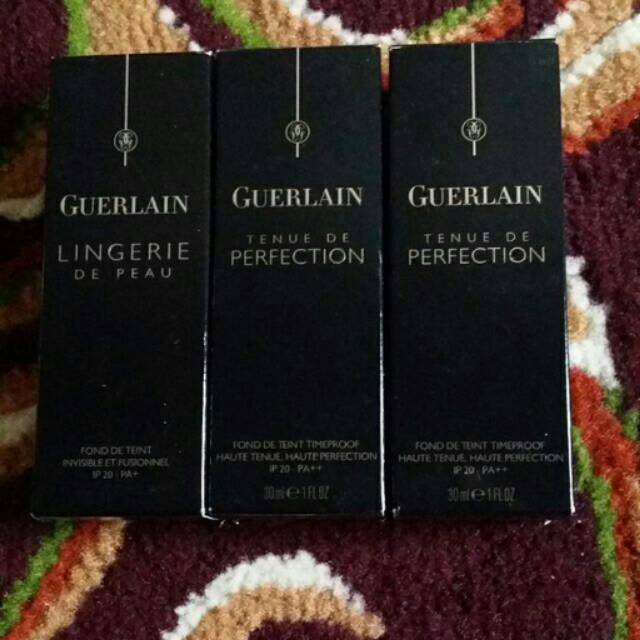 GUERLAIN
LINGERIE
DE PEAU
FOND DE TEINT
INVISIBLE ET FUSIONNEL
IP 20 | PA+
GUERLAIN
TENUE DE
PERFECTION
FOND DE TEINT TIMEPROOF
HAUTE TENUE, HAUTE PERFECTION
IP 20 | PA++
30 ml e 1 FL OZ
GUERLAIN
TENUE DE
PERFECTION
FOND DE TEINT TIMEPROOF
HAUTE TENUE, HAUTE PERFECTION
IP 20 | PA++
30 ml e 1 FL OZ